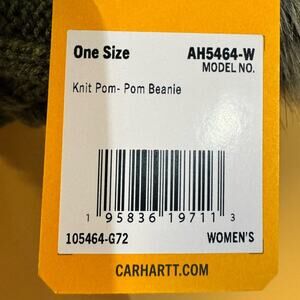 One Size AH5464-W
MODEL NO.
Knit Pom- Pom Beanie
1 95836 19711 3
105464-G72 WOMEN'S
CARHARTT.COM